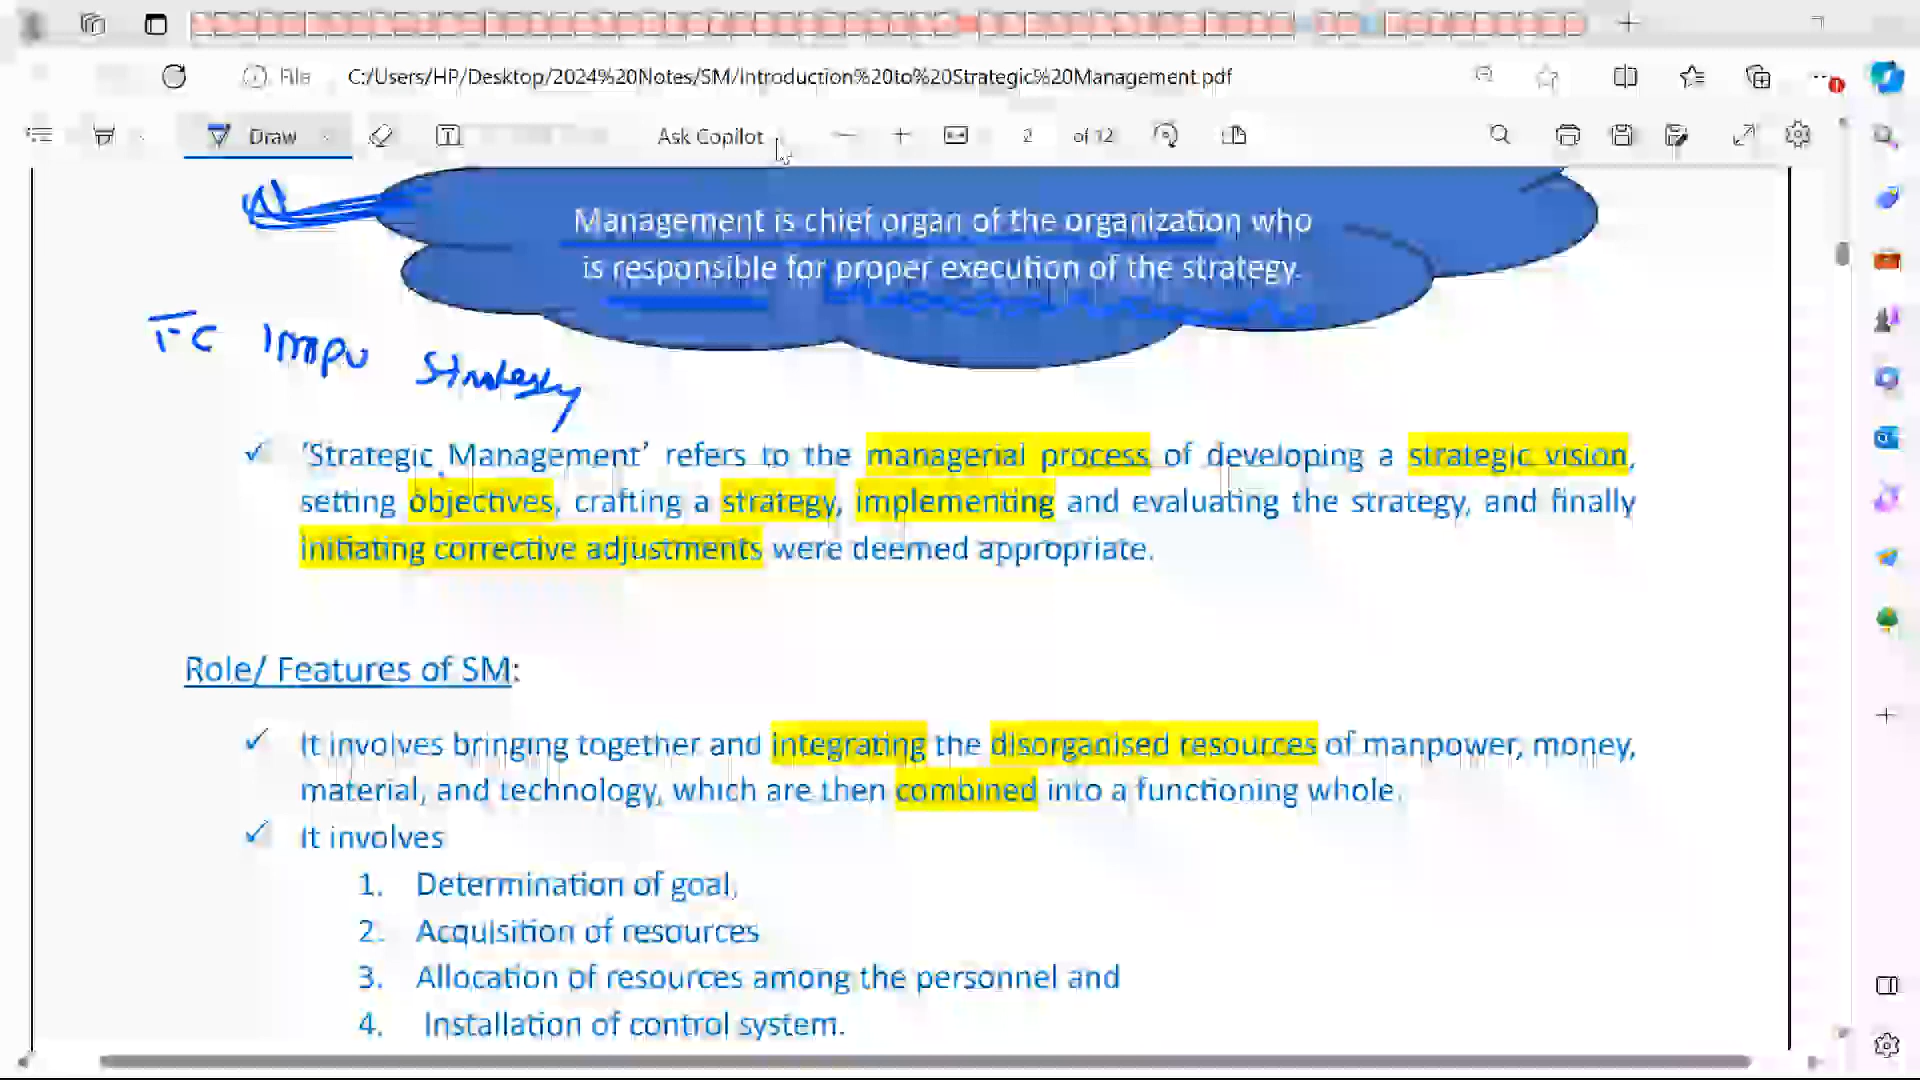 File C:/Users/HP/Desktop/2024%20Notes/SM/Introduction%20to%20Strategic%20Management.pdf
Draw Ask Copilot 2 of 12
Management is chief organ of the organization who
is responsible for proper execution of the strategy.
Strategy
✓ 'Strategic Management' refers to the managerial process of developing a strategic vision,
setting objectives, crafting a strategy, implementing and evaluating the strategy, and finally
initiating corrective adjustments were deemed appropriate.
Role/ Features of SM:
✓ It involves bringing together and integrating the disorganised resources of manpower, money,
material, and technology, which are then combined into a functioning whole.
✓ It involves
1. Determination of goal,
2. Acquisition of resources
3. Allocation of resources among the personnel and
4. Installation of control system.